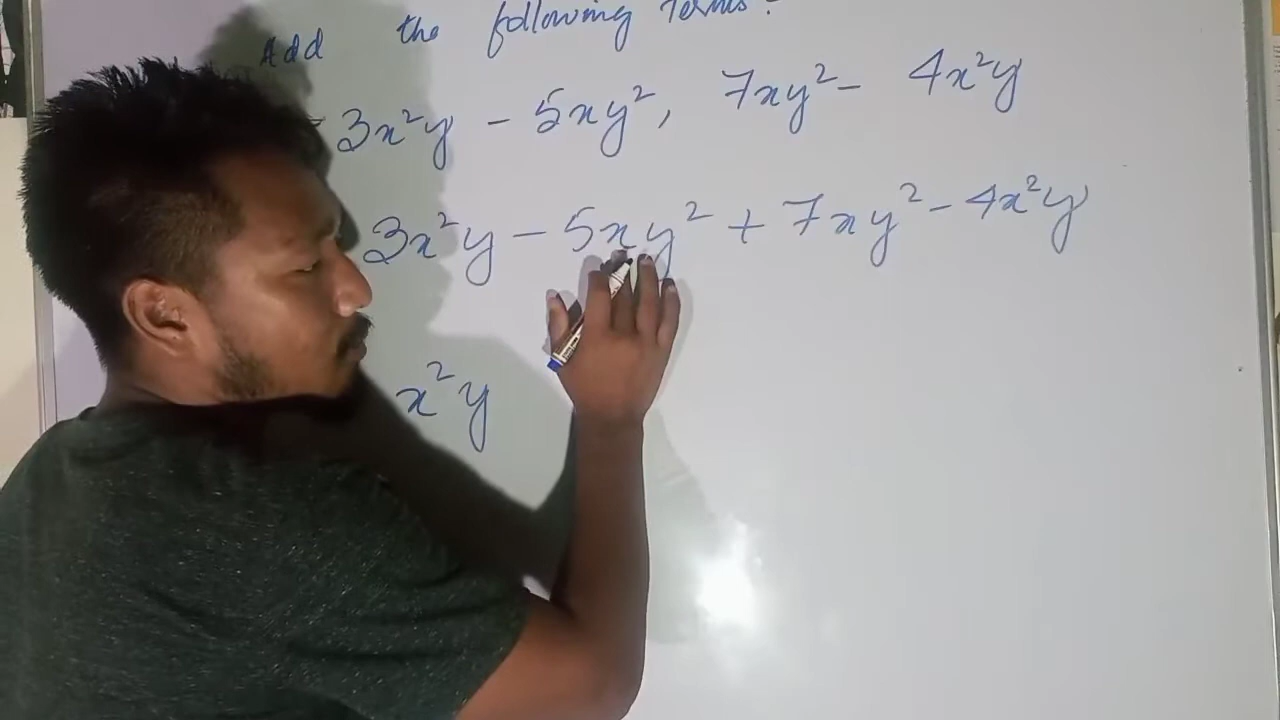 Add the following Terms:
3x²y - 5xy², 7xy² - 4x²y
3x²y - 5xy² + 7xy² - 4x²y
x²y